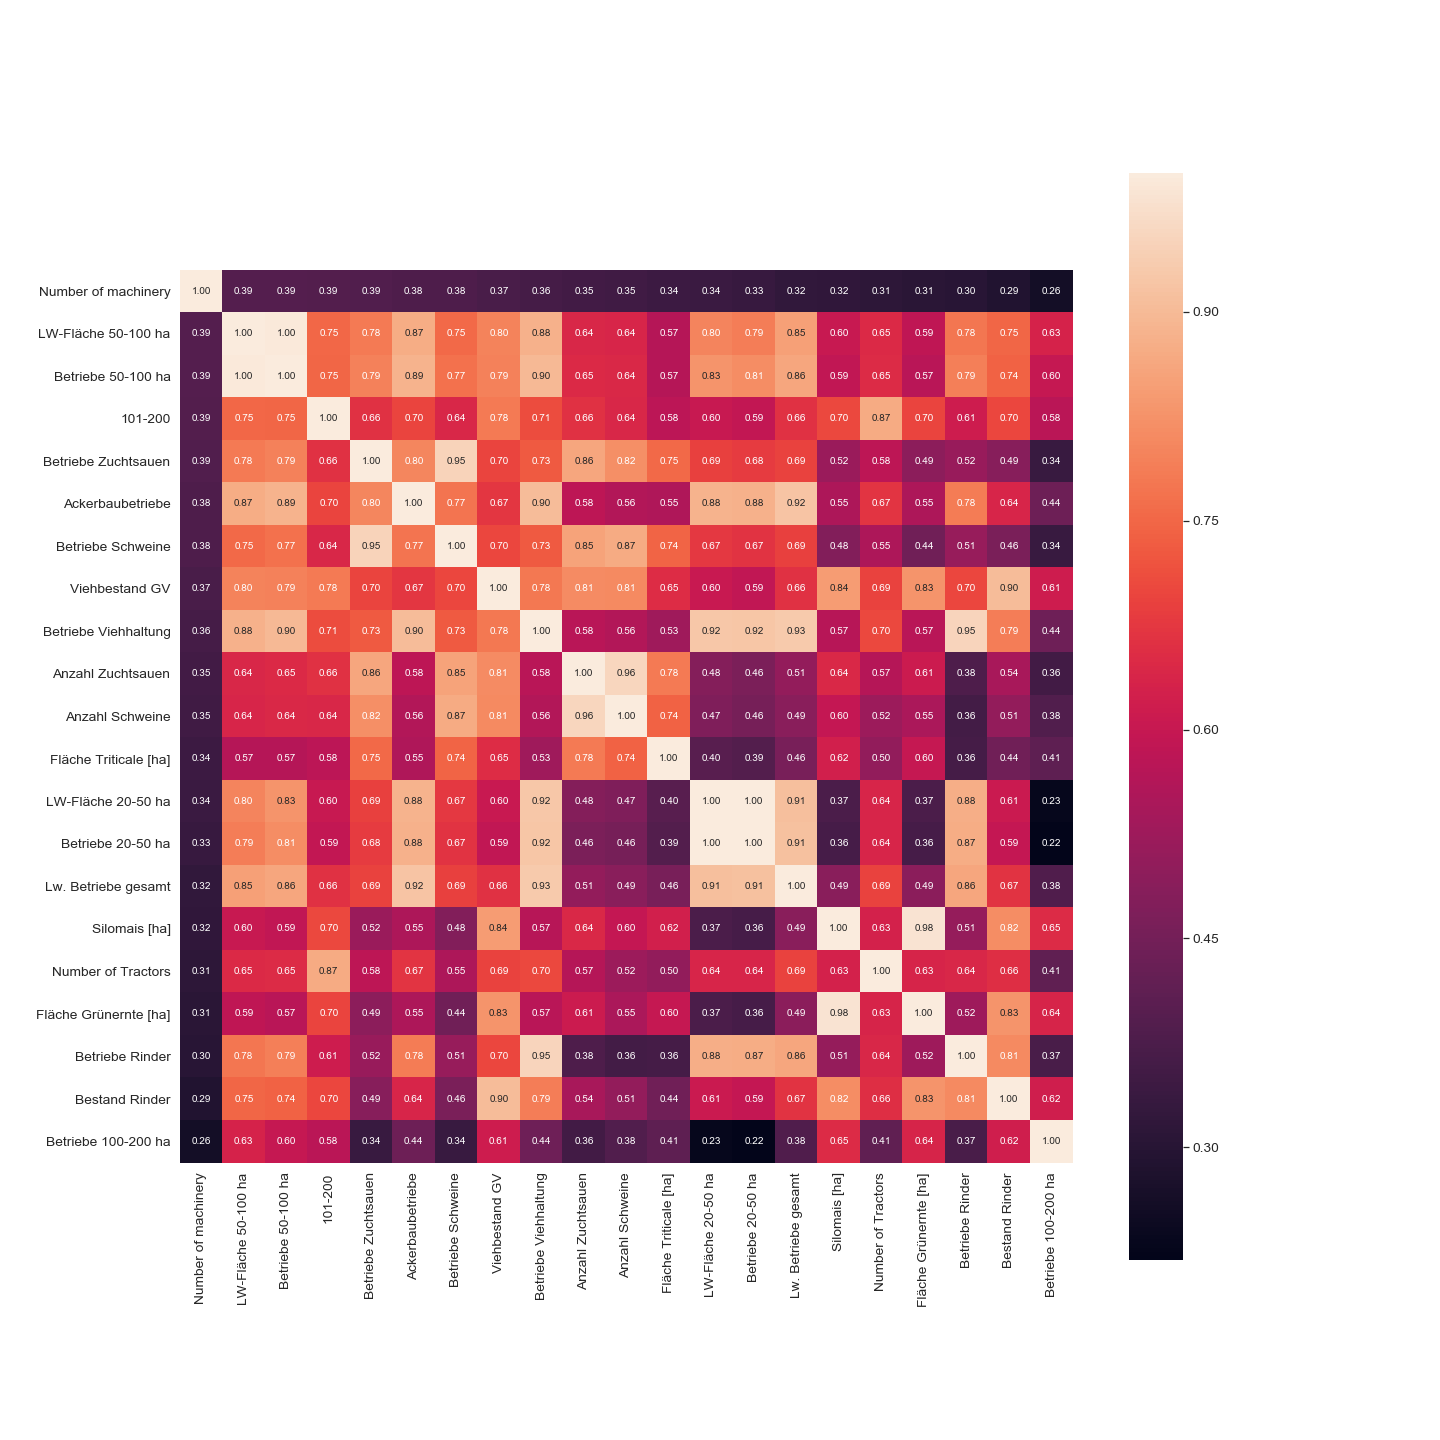 Number of machinery 1.00 0.39 0.39 0.39 0.39 0.38 0.38 0.37 0.36 0.35 0.35 0.34 0.34 0.33 0.32 0.32 0.31 0.31 0.30 0.29 0.26
LW-Fläche 50-100 ha 0.39 1.00 1.00 0.75 0.78 0.87 0.75 0.80 0.88 0.64 0.64 0.57 0.80 0.79 0.85 0.60 0.65 0.59 0.78 0.75 0.63
Betriebe 50-100 ha 0.39 1.00 1.00 0.75 0.79 0.89 0.77 0.79 0.90 0.65 0.64 0.57 0.83 0.81 0.86 0.59 0.65 0.57 0.79 0.74 0.60
101-200 0.39 0.75 0.75 1.00 0.66 0.70 0.64 0.78 0.71 0.66 0.64 0.58 0.60 0.59 0.66 0.70 0.87 0.70 0.61 0.70 0.58
Betriebe Zuchtsauen 0.39 0.78 0.79 0.66 1.00 0.80 0.95 0.70 0.73 0.86 0.82 0.75 0.69 0.68 0.69 0.52 0.58 0.49 0.52 0.49 0.34
Ackerbaubetriebe 0.38 0.87 0.89 0.70 0.80 1.00 0.77 0.67 0.90 0.58 0.56 0.55 0.88 0.88 0.92 0.55 0.67 0.55 0.78 0.64 0.44
Betriebe Schweine 0.38 0.75 0.77 0.64 0.95 0.77 1.00 0.70 0.73 0.85 0.87 0.74 0.67 0.67 0.69 0.48 0.55 0.44 0.51 0.46 0.34
Viehbestand GV 0.37 0.80 0.79 0.78 0.70 0.67 0.70 1.00 0.78 0.81 0.81 0.65 0.60 0.59 0.66 0.84 0.69 0.83 0.70 0.90 0.61
Betriebe Viehhaltung 0.36 0.88 0.90 0.71 0.73 0.90 0.73 0.78 1.00 0.58 0.56 0.53 0.92 0.92 0.93 0.57 0.70 0.57 0.95 0.79 0.44
Anzahl Zuchtsauen 0.35 0.64 0.65 0.66 0.86 0.58 0.85 0.81 0.58 1.00 0.96 0.78 0.48 0.46 0.51 0.64 0.57 0.61 0.38 0.54 0.36
Anzahl Schweine 0.35 0.64 0.64 0.64 0.82 0.56 0.87 0.81 0.56 0.96 1.00 0.74 0.47 0.46 0.49 0.60 0.52 0.55 0.36 0.51 0.38
Fläche Triticale [ha] 0.34 0.57 0.57 0.58 0.75 0.55 0.74 0.65 0.53 0.78 0.74 1.00 0.40 0.39 0.46 0.62 0.50 0.60 0.36 0.44 0.41
LW-Fläche 20-50 ha 0.34 0.80 0.83 0.60 0.69 0.88 0.67 0.60 0.92 0.48 0.47 0.40 1.00 1.00 0.91 0.37 0.64 0.37 0.88 0.61 0.23
Betriebe 20-50 ha 0.33 0.79 0.81 0.59 0.68 0.88 0.67 0.59 0.92 0.46 0.46 0.39 1.00 1.00 0.91 0.36 0.64 0.36 0.87 0.59 0.22
Lw. Betriebe gesamt 0.32 0.85 0.86 0.66 0.69 0.92 0.69 0.66 0.93 0.51 0.49 0.46 0.91 0.91 1.00 0.49 0.69 0.49 0.86 0.67 0.38
Silomais [ha] 0.32 0.60 0.59 0.70 0.52 0.55 0.48 0.84 0.57 0.64 0.60 0.62 0.37 0.36 0.49 1.00 0.63 0.98 0.51 0.82 0.65
Number of Tractors 0.31 0.65 0.65 0.87 0.58 0.67 0.55 0.69 0.70 0.57 0.52 0.50 0.64 0.64 0.69 0.63 1.00 0.63 0.64 0.66 0.41
Fläche Grünernte [ha] 0.31 0.59 0.57 0.70 0.49 0.55 0.44 0.83 0.57 0.61 0.55 0.60 0.37 0.36 0.49 0.98 0.63 1.00 0.52 0.83 0.64
Betriebe Rinder 0.30 0.78 0.79 0.61 0.52 0.78 0.51 0.70 0.95 0.38 0.36 0.36 0.88 0.87 0.86 0.51 0.64 0.52 1.00 0.81 0.37
Bestand Rinder 0.29 0.75 0.74 0.70 0.49 0.64 0.46 0.90 0.79 0.54 0.51 0.44 0.61 0.59 0.67 0.82 0.66 0.83 0.81 1.00 0.62
Betriebe 100-200 ha 0.26 0.63 0.60 0.58 0.34 0.44 0.34 0.61 0.44 0.36 0.38 0.41 0.23 0.22 0.38 0.65 0.41 0.64 0.37 0.62 1.00
Number of machinery
LW-Fläche 50-100 ha
Betriebe 50-100 ha
101-200
Betriebe Zuchtsauen
Ackerbaubetriebe
Betriebe Schweine
Viehbestand GV
Betriebe Viehhaltung
Anzahl Zuchtsauen
Anzahl Schweine
Fläche Triticale [ha]
LW-Fläche 20-50 ha
Betriebe 20-50 ha
Lw. Betriebe gesamt
Silomais [ha]
Number of Tractors
Fläche Grünernte [ha]
Betriebe Rinder
Bestand Rinder
Betriebe 100-200 ha
0.90
0.75
0.60
0.45
0.30